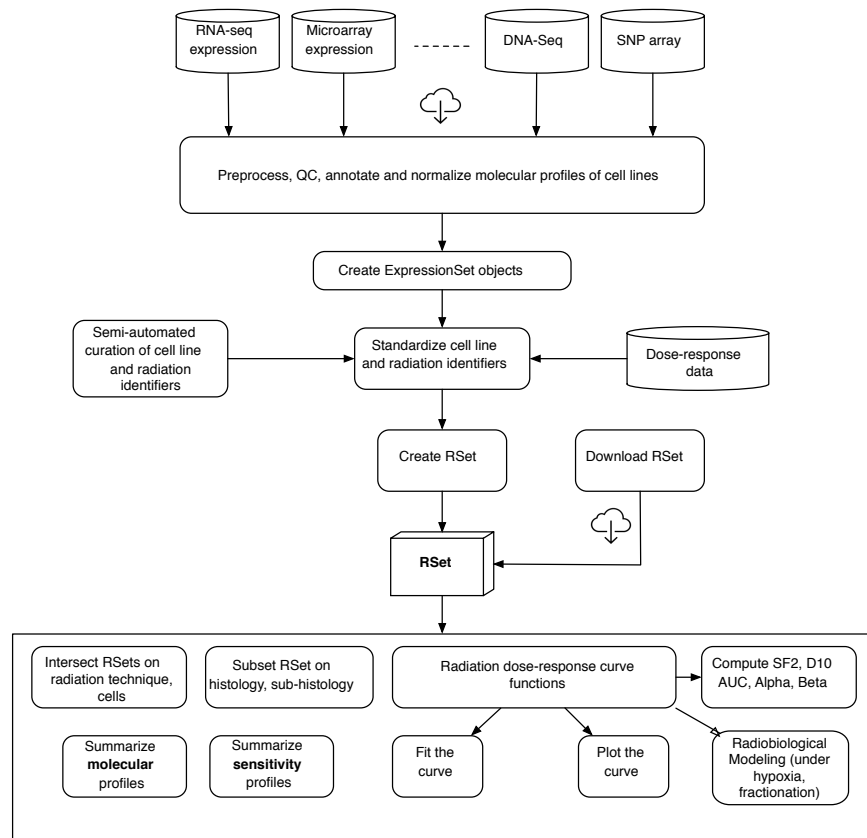 RNA-seq
expression
Microarray
expression
DNA-Seq
SNP array
Preprocess, QC, annotate and normalize molecular profiles of cell lines
Create ExpressionSet objects
Semi-automated
curation of cell line
and radiation
identifiers
Standardize cell line
and radiation identifiers
Dose-response
data
Create RSet
Download RSet
RSet
Intersect RSets on
radiation technique,
cells
Subset RSet on
histology, sub-histology
Radiation dose-response curve
functions
Compute SF2, D10
AUC, Alpha, Beta
Summarize
molecular
profiles
Summarize
sensitivity
profiles
Fit the
curve
Plot the
curve
Radiobiological
Modeling (under
hypoxia,
fractionation)